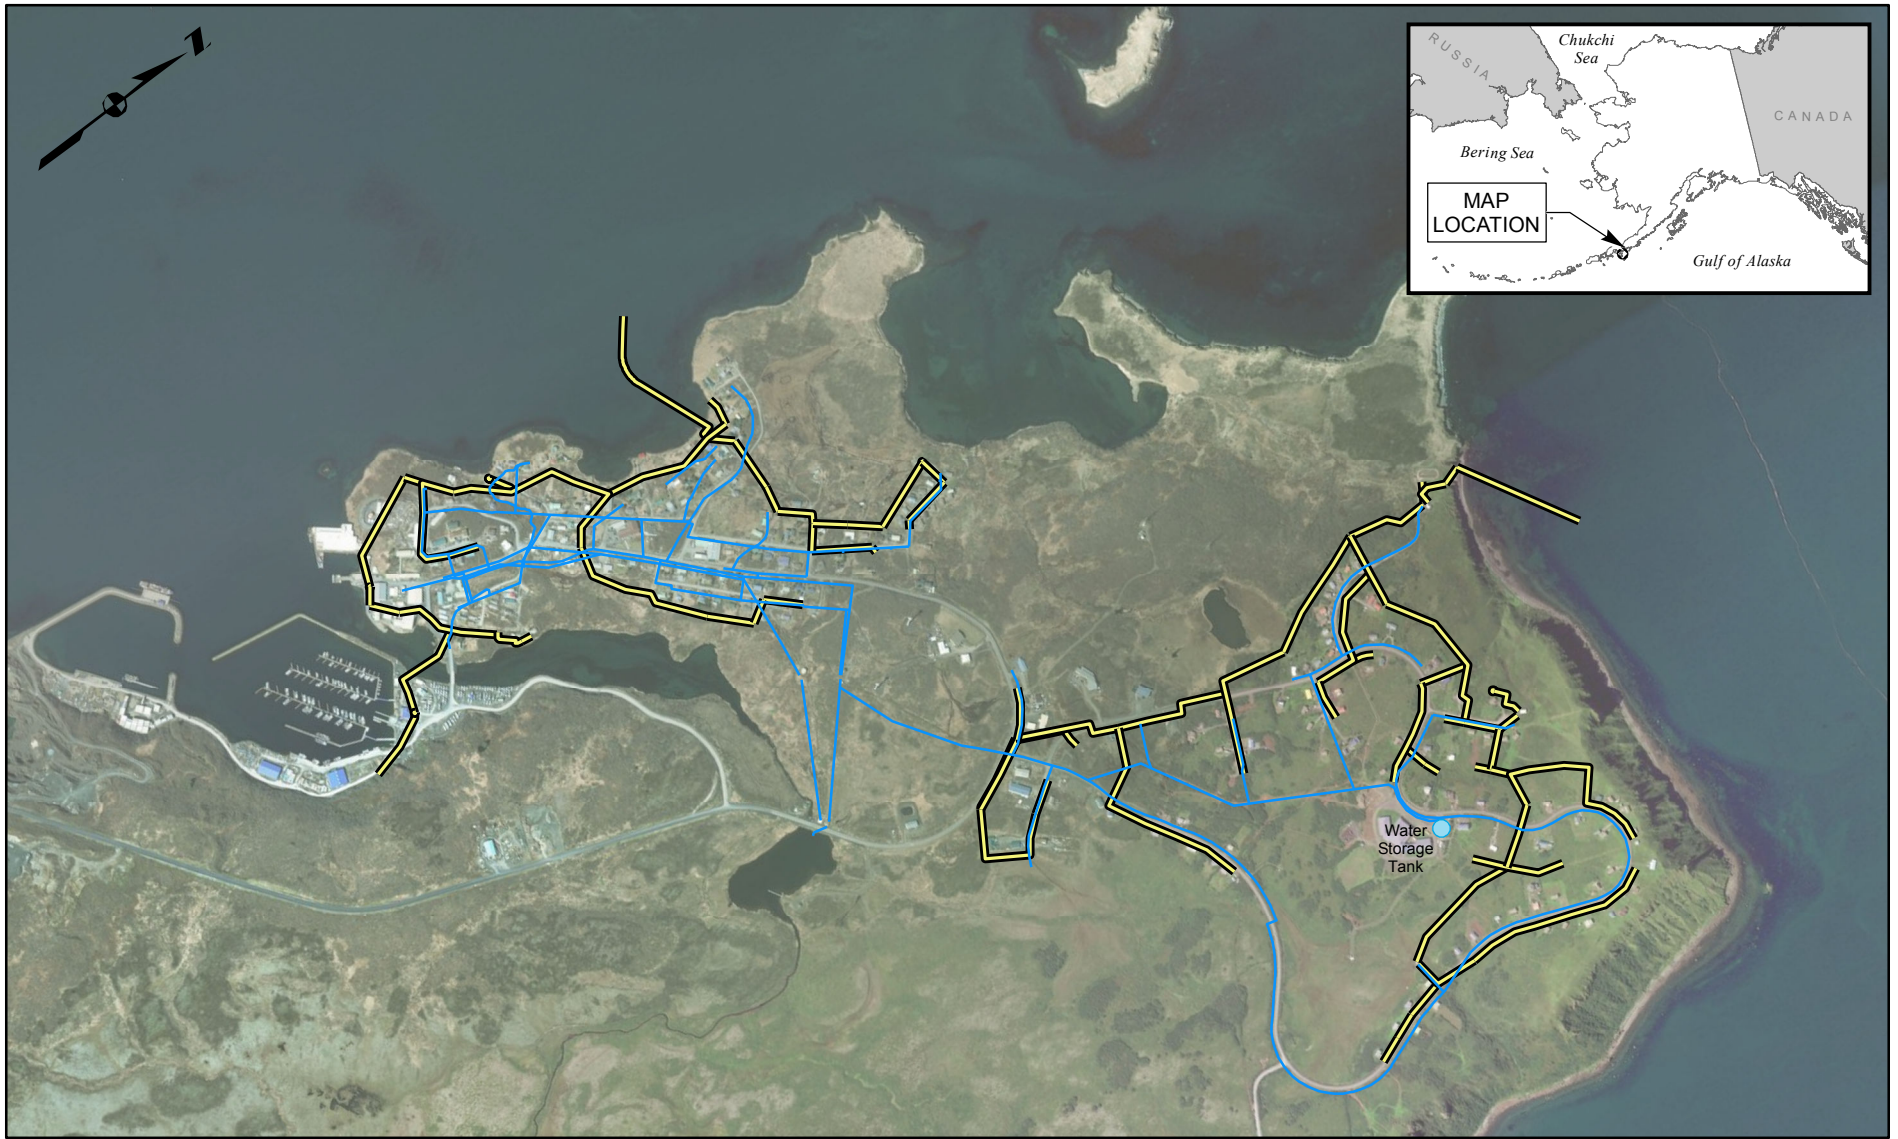 N
RUSSIA
Chukchi
Sea
CANADA
Bering Sea
MAP
LOCATION
Gulf of Alaska
Water
Storage
Tank